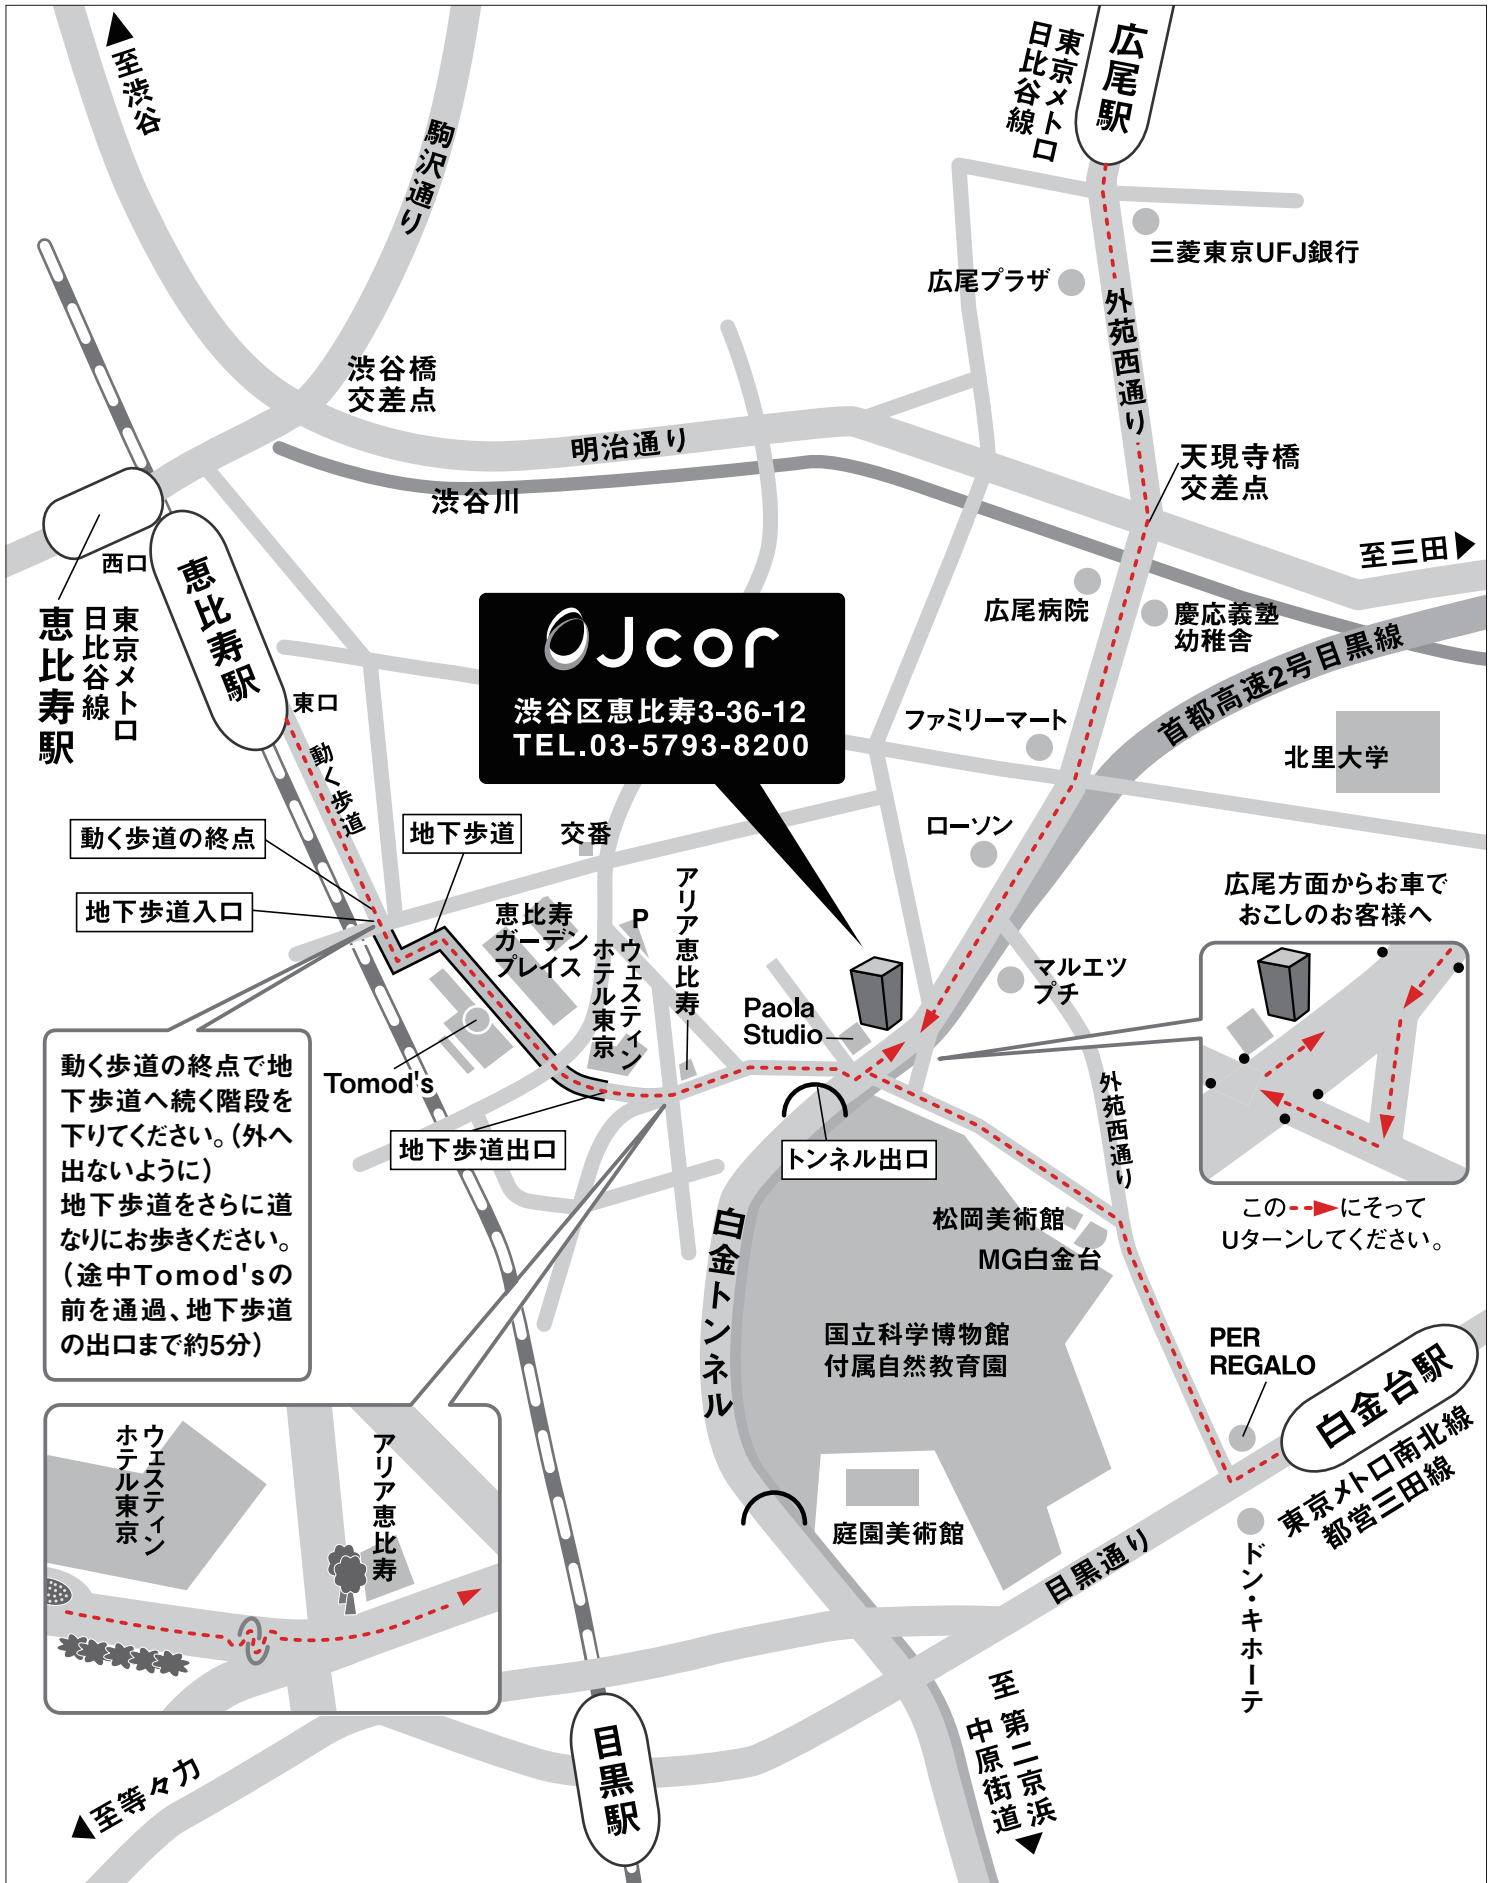 至渋谷
駒沢通り
東京メトロ
日比谷線
広尾駅
三菱東京UFJ銀行
広尾プラザ
外苑西通り
渋谷橋
交差点
明治通り
渋谷川
天現寺橋
交差点
至三田
西口
恵比寿駅
東京メトロ
日比谷線
恵比寿駅
東口
動く歩道
Jcor
渋谷区恵比寿3-36-12
TEL.03-5793-8200
広尾病院
慶応義塾
幼稚舎
首都高速2号目黒線
ファミリーマート
北里大学
動く歩道の終点
地下歩道
交番
ローソン
地下歩道入口
恵比寿
ガーデン
プレイス
P
ウェスティン
ホテル東京
アリア恵比寿
広尾方面からお車で
おこしのお客様へ
マルエツ
プチ
Paola
Studio
Tomod's
動く歩道の終点で地
下歩道へ続く階段を
下りてください。(外へ
出ないように)
地下歩道をさらに道
なりにお歩きください。
(途中Tomod'sの
前を通過、地下歩道
の出口まで約5分)
地下歩道出口
トンネル出口
外苑西通り
この にそって
Uターンしてください。
松岡美術館
MG白金台
白金トンネル
国立科学博物館
付属自然教育園
PER
REGALO
白金台駅
東京メトロ南北線
都営三田線
ウェスティン
ホテル東京
アリア恵比寿
庭園美術館
目黒通り
ドン・キホーテ
至 第二京浜
中原街道
目黒駅
至等々力